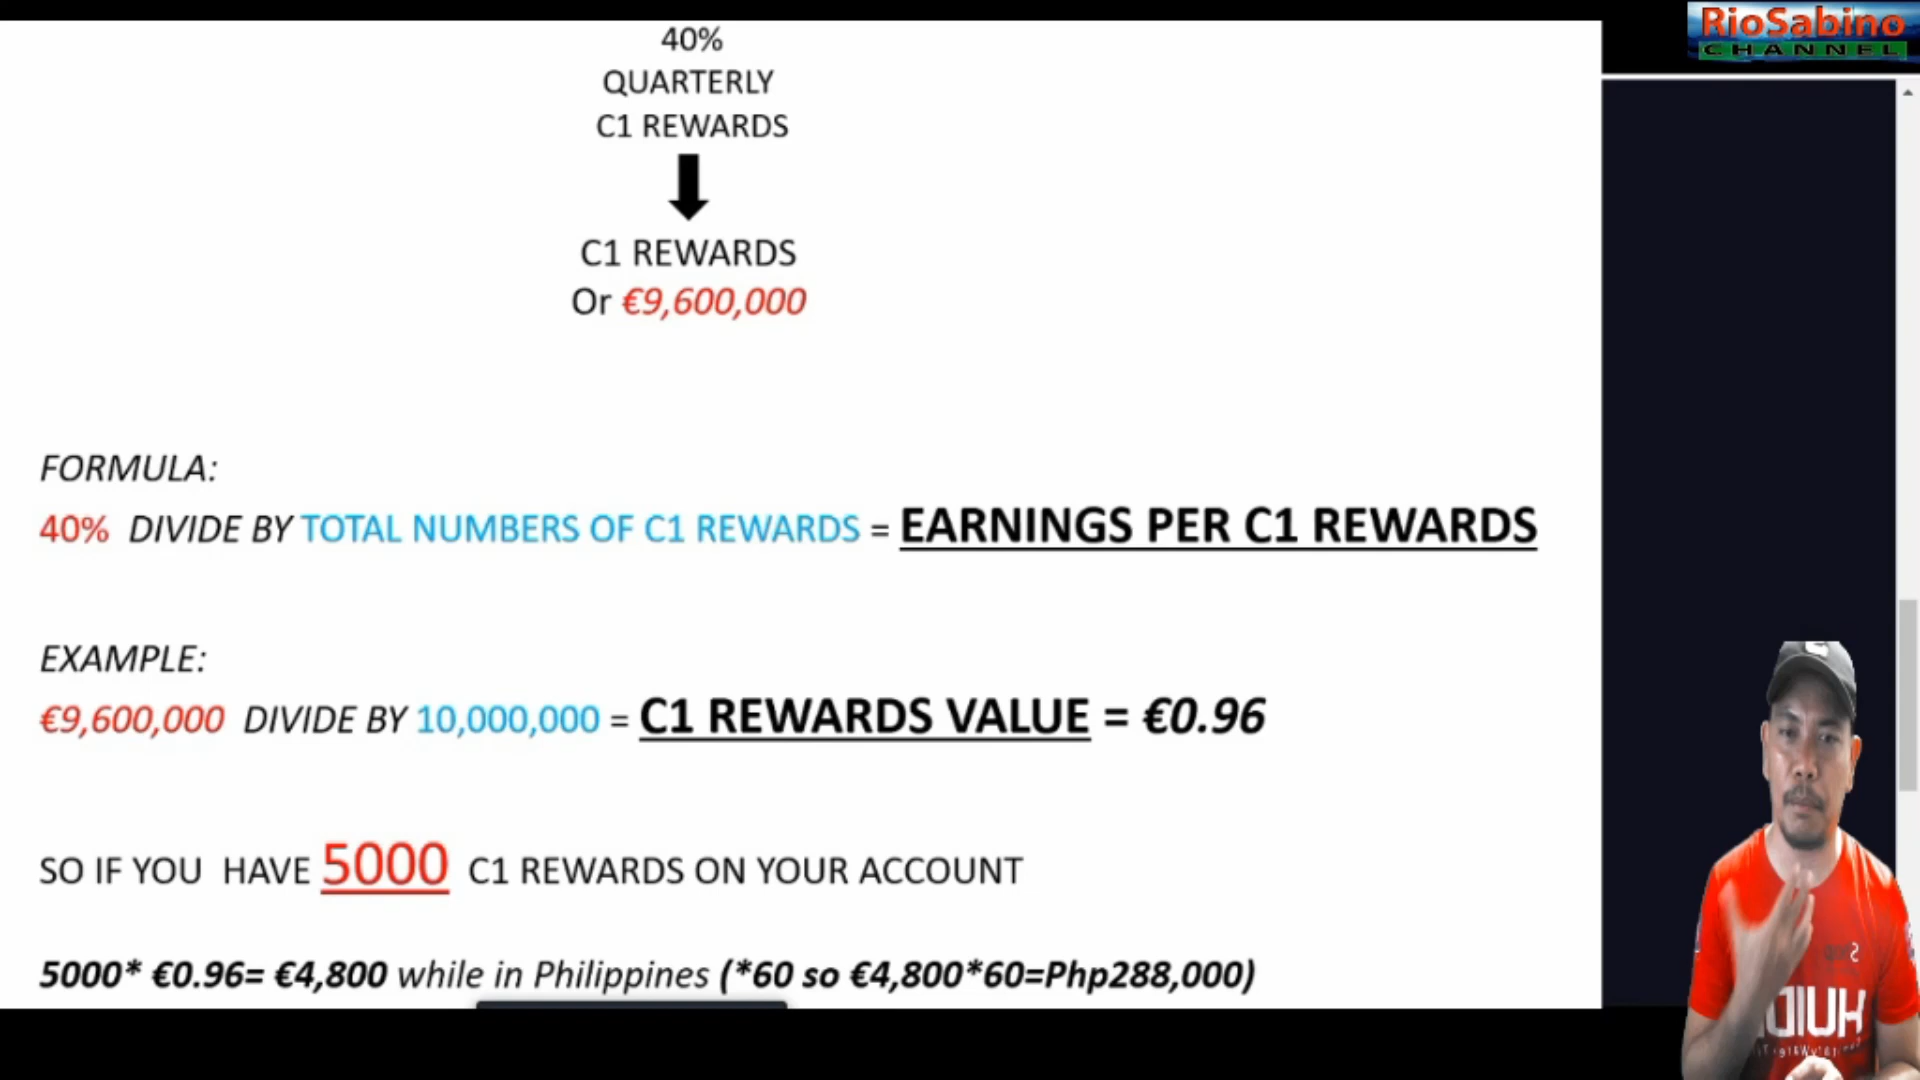 RioSabino
CHANNEL
40%
QUARTERLY
C1 REWARDS
C1 REWARDS
Or €9,600,000
FORMULA:
40% DIVIDE BY TOTAL NUMBERS OF C1 REWARDS = EARNINGS PER C1 REWARDS
EXAMPLE:
€9,600,000 DIVIDE BY 10,000,000 = C1 REWARDS VALUE = €0.96
SO IF YOU HAVE 5000 C1 REWARDS ON YOUR ACCOUNT
5000* €0.96= €4,800 while in Philippines (*60 so €4,800*60=Php288,000)